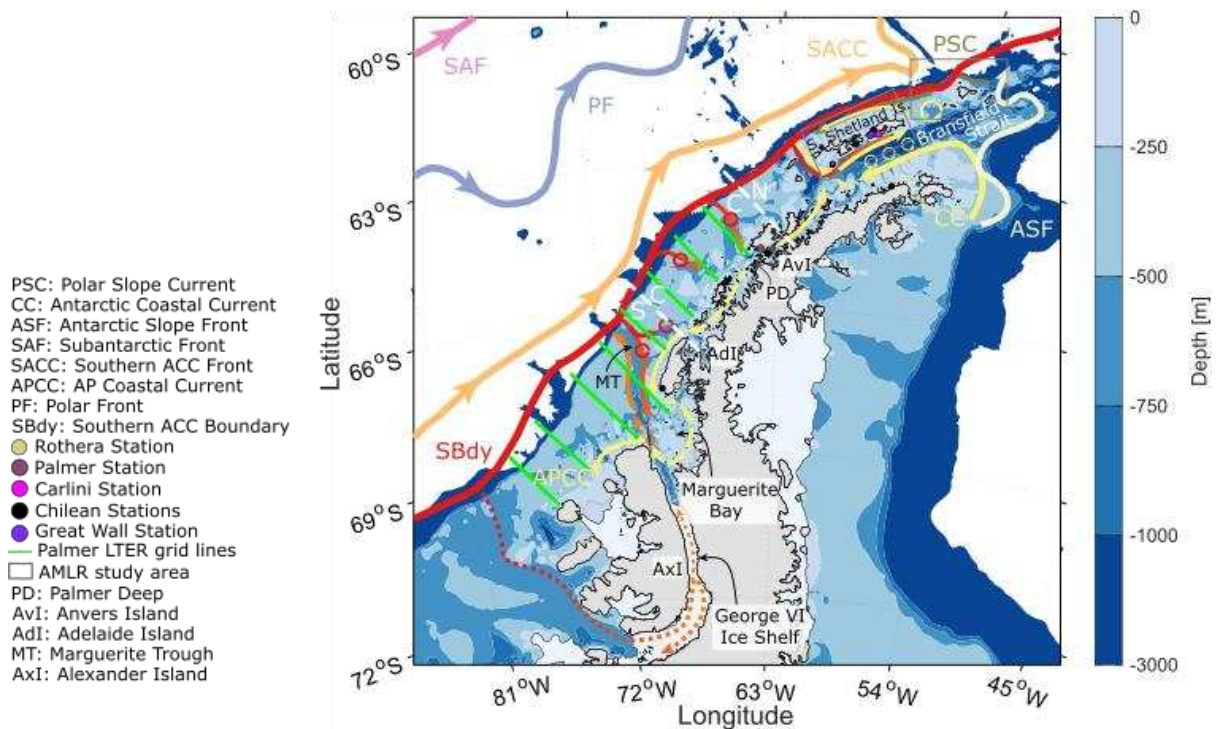 PSC: Polar Slope Current
CC: Antarctic Coastal Current
ASF: Antarctic Slope Front
SAF: Subantarctic Front
SACC: Southern ACC Front
APCC: AP Coastal Current
PF: Polar Front
SBdy: Southern ACC Boundary
Rothera Station
Palmer Station
Carlini Station
Chilean Stations
Great Wall Station
Palmer LTER grid lines
AMLR study area
PD: Palmer Deep
AvI: Anvers Island
AdI: Adelaide Island
MT: Marguerite Trough
AxI: Alexander Island
Latitude
60°S
63°S
66°S
69°S
72°S
SAF
PF
SACC
PSC
S. Shetland Is.
Bransfield
Strait
N
C
CC
ASF
AvI
PD
C
S
AdI
MT
SBdy
APCC
Marguerite
Bay
AxI
George VI
Ice Shelf
81°W
72°W
63°W
54°W
45°W
Longitude
0
-250
-500
-750
-1000
-3000
Depth [m]